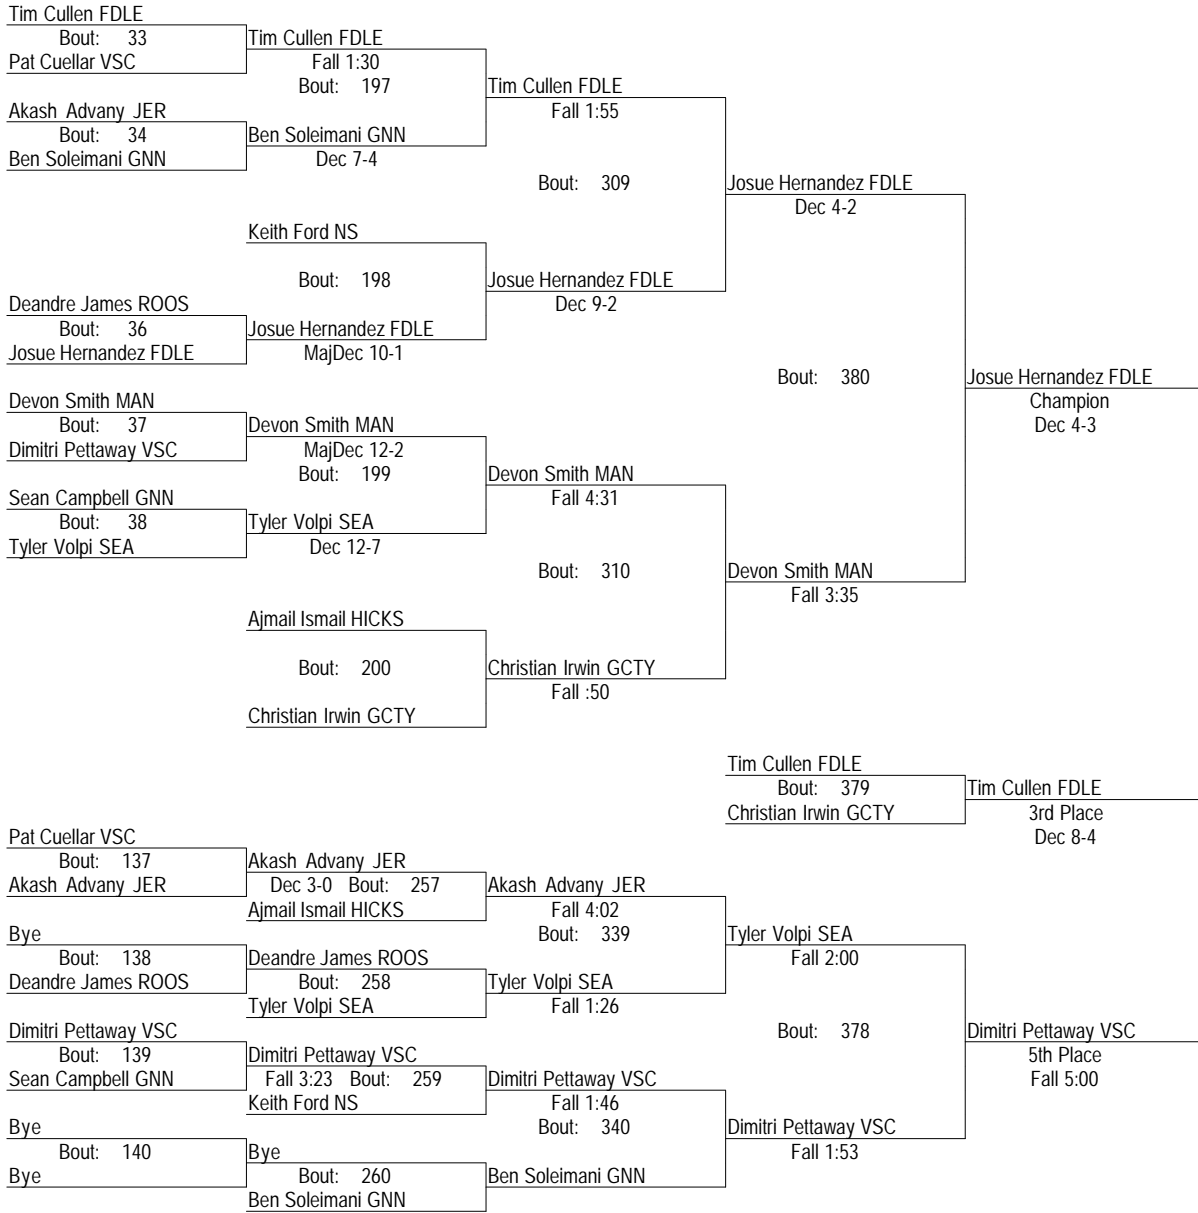 Tim Cullen FDLE
Bout: 33
Tim Cullen FDLE
Pat Cuellar VSC
Fall 1:30
Bout: 197
Tim Cullen FDLE
Akash Advany JER
Fall 1:55
Bout: 34
Ben Soleimani GNN
Ben Soleimani GNN
Dec 7-4
Bout: 309
Josue Hernandez FDLE
Dec 4-2
Keith Ford NS
Bout: 198
Josue Hernandez FDLE
Deandre James ROOS
Dec 9-2
Bout: 36
Josue Hernandez FDLE
Josue Hernandez FDLE
MajDec 10-1
Bout: 380
Josue Hernandez FDLE
Devon Smith MAN
Champion
Bout: 37
Devon Smith MAN
Dec 4-3
Dimitri Pettaway VSC
MajDec 12-2
Bout: 199
Devon Smith MAN
Sean Campbell GNN
Fall 4:31
Bout: 38
Tyler Volpi SEA
Tyler Volpi SEA
Dec 12-7
Bout: 310
Devon Smith MAN
Fall 3:35
Ajmail Ismail HICKS
Bout: 200
Christian Irwin GCTY
Fall :50
Christian Irwin GCTY
Tim Cullen FDLE
Bout: 379
Tim Cullen FDLE
Christian Irwin GCTY
3rd Place
Dec 8-4
Pat Cuellar VSC
Bout: 137
Akash Advany JER
Akash Advany JER
Dec 3-0 Bout: 257
Akash Advany JER
Ajmail Ismail HICKS
Fall 4:02
Bye
Bout: 339
Tyler Volpi SEA
Bout: 138
Deandre James ROOS
Fall 2:00
Deandre James ROOS
Bout: 258
Tyler Volpi SEA
Tyler Volpi SEA
Fall 1:26
Dimitri Pettaway VSC
Bout: 378
Dimitri Pettaway VSC
Bout: 139
Dimitri Pettaway VSC
5th Place
Sean Campbell GNN
Fall 3:23 Bout: 259
Dimitri Pettaway VSC
Fall 5:00
Keith Ford NS
Fall 1:46
Bye
Bout: 340
Dimitri Pettaway VSC
Bout: 140
Bye
Fall 1:53
Bye
Bout: 260
Ben Soleimani GNN
Ben Soleimani GNN